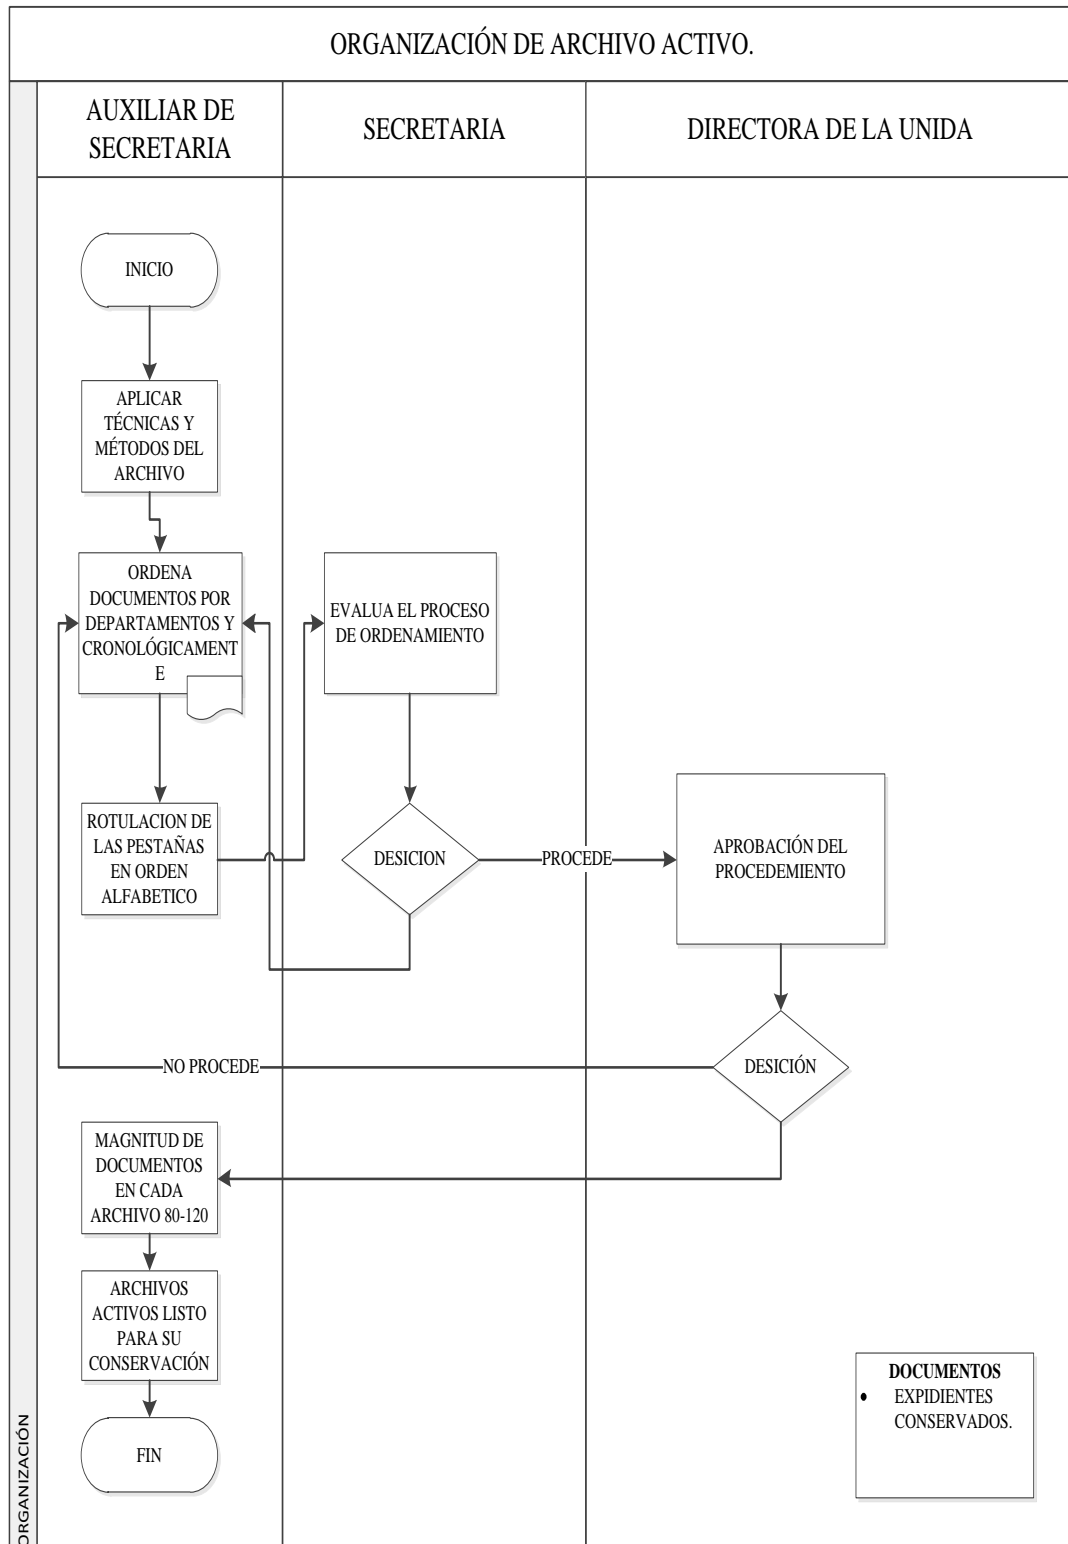 ORGANIZACIÓN DE ARCHIVO ACTIVO.
AUXILIAR DE
SECRETARIA
SECRETARIA
DIRECTORA DE LA UNIDA
INICIO
APLICAR
TÉCNICAS Y
MÉTODOS DEL
ARCHIVO
ORDENA
DOCUMENTOS POR
DEPARTAMENTOS Y
CRONOLÓGICAMENT
E
EVALUA EL PROCESO
DE ORDENAMIENTO
ROTULACION DE
LAS PESTAÑAS
EN ORDEN
ALFABETICO
DESICION
PROCEDE
APROBACIÓN DEL
PROCEDEMIENTO
NO PROCEDE
DESICIÓN
MAGNITUD DE
DOCUMENTOS
EN CADA
ARCHIVO 80-120
ARCHIVOS
ACTIVOS LISTO
PARA SU
CONSERVACIÓN
FIN
DOCUMENTOS
• EXPIDIENTES
CONSERVADOS.
ORGANIZACIÓN